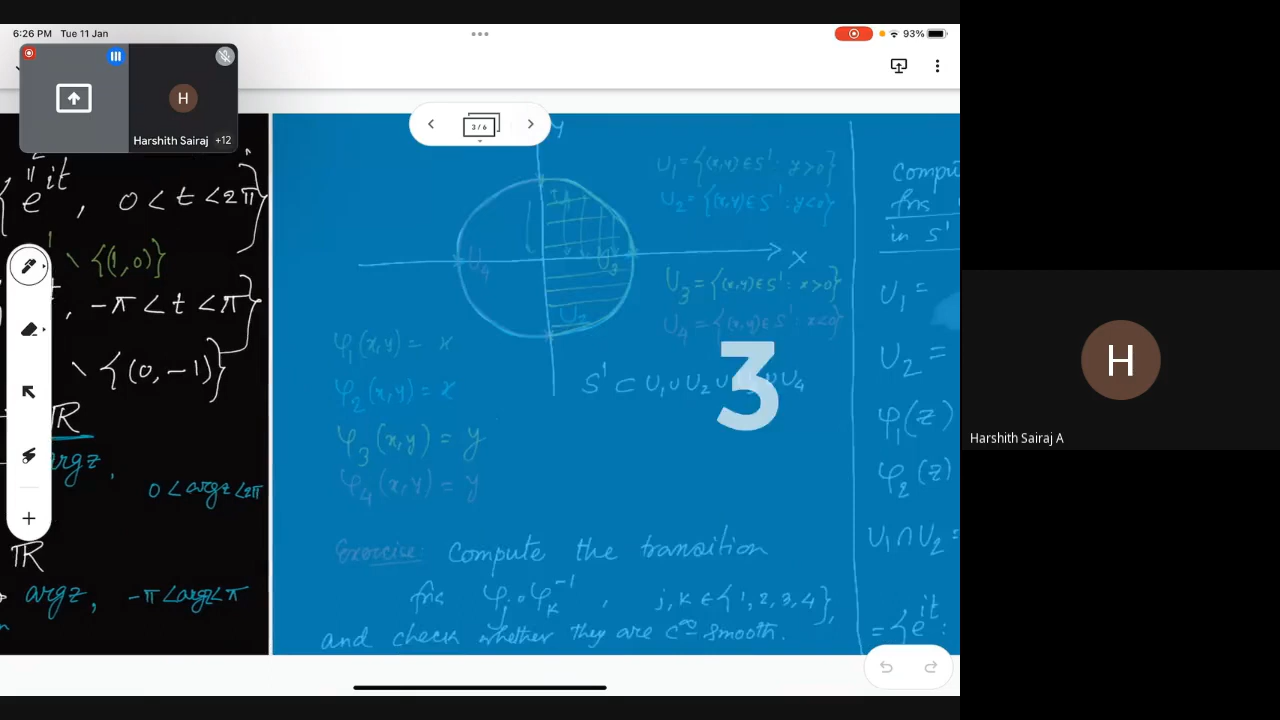 6:26 PM Tue 11 Jan
93%
H
Harshith Sairaj +12
3 / 6
e^{it}, 0 < t < 2π}
\ {(1,0)}
, -π < t < π}
\ {(0,-1)}
ℝ
arg z,
0 < arg z < 2π
ℝ
arg z, -π < arg z < π
y
U₁ = {(x,y) ∈ S¹ : y>0}
U₂ = {(x,y) ∈ S¹ : y<0}
x
U₄
U₃
U₂
U₃ = {(x,y) ∈ S¹ : x>0}
U₄ = {(x,y) ∈ S¹ : x<0}
φ₁(x,y) = x
φ₂(x,y) = x
S¹ ⊂ U₁ ∪ U₂ ∪ U₃ ∪ U₄
3
φ₃(x,y) = y
φ₄(x,y) = y
Exercise: Compute the transition
fns φⱼ∘φₖ⁻¹, j,k ∈ {1,2,3,4},
and check whether they are C^∞-smooth.
Compu
fns
in S¹
U₁ =
U₂ =
φ₁(z)
φ₂(z)
U₁ ∩ U₂ =
= {e^{it} :
H
Harshith Sairaj A